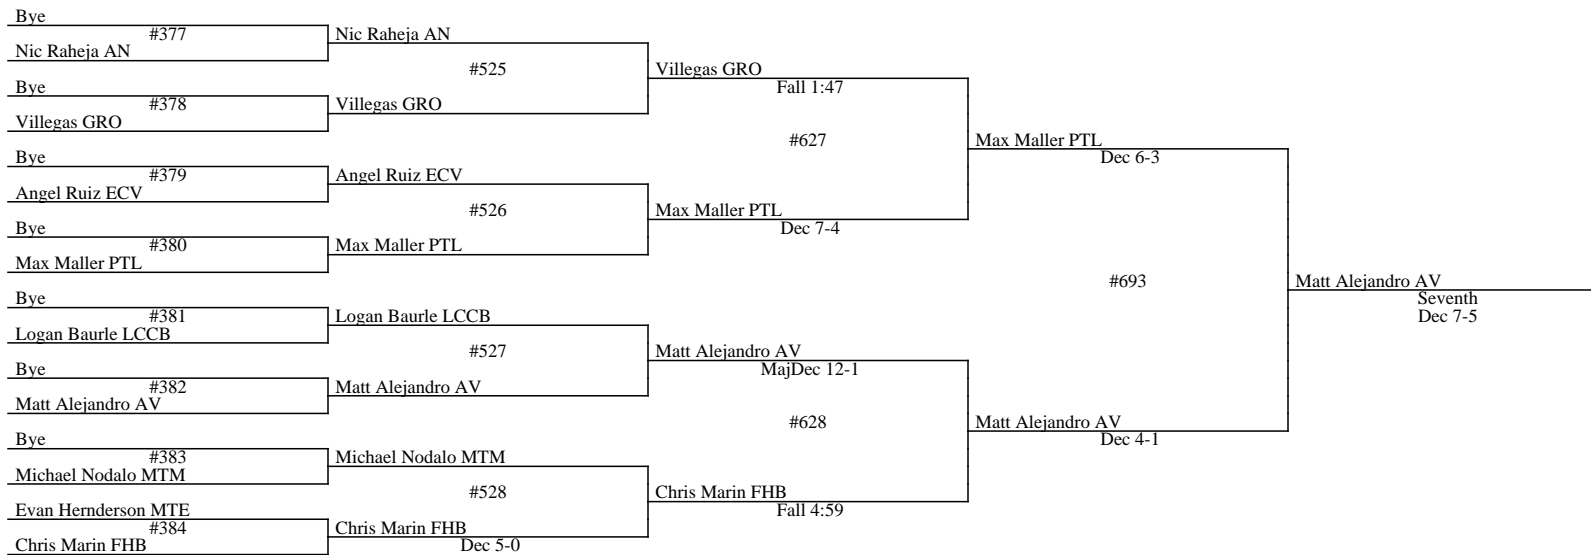 Bye
#377
Nic Raheja AN
Bye
#378
Villegas GRO
Bye
#379
Angel Ruiz ECV
Bye
#380
Max Maller PTL
Bye
#381
Logan Baurle LCCB
Bye
#382
Matt Alejandro AV
Bye
#383
Michael Nodalo MTM
Evan Hernderson MTE
#384
Chris Marin FHB
Nic Raheja AN
#525
Villegas GRO
Angel Ruiz ECV
#526
Max Maller PTL
Logan Baurle LCCB
#527
Matt Alejandro AV
Michael Nodalo MTM
#528
Chris Marin FHB
Dec 5-0
Villegas GRO
Fall 1:47
#627
Max Maller PTL
Dec 7-4
Matt Alejandro AV
MajDec 12-1
#628
Chris Marin FHB
Fall 4:59
Max Maller PTL
Dec 6-3
#693
Matt Alejandro AV
Dec 4-1
Matt Alejandro AV
Seventh
Dec 7-5